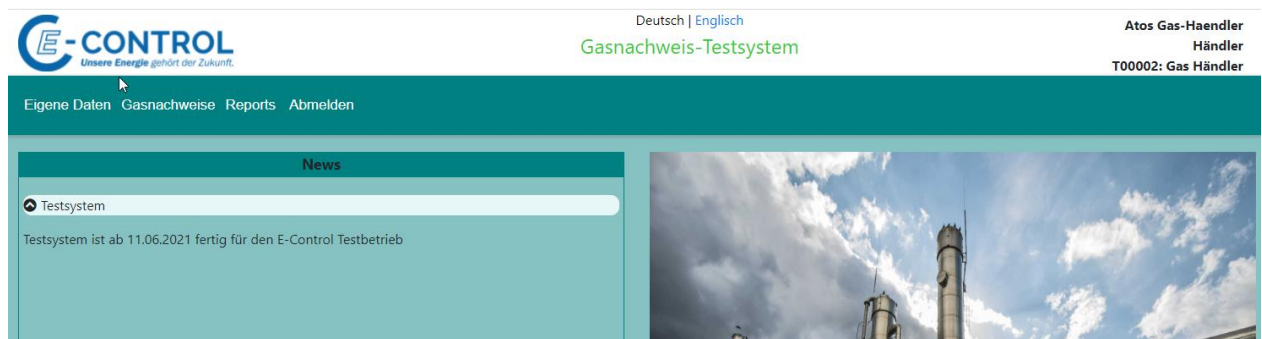 E-CONTROL
Unsere Energie gehört der Zukunft.
Deutsch | Englisch
Gasnachweis-Testsystem
Atos Gas-Haendler
Händler
T00002: Gas Händler
Eigene Daten Gasnachweise Reports Abmelden
News
Testsystem
Testsystem ist ab 11.06.2021 fertig für den E-Control Testbetrieb